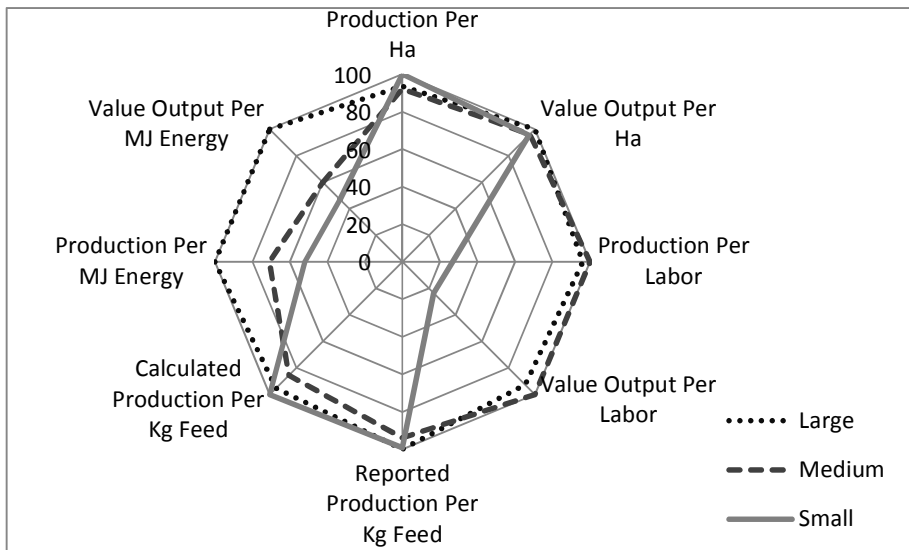 Production Per
Ha
100
80
60
40
20
0
Value Output Per
Ha
Production Per
Labor
Value Output Per
Labor
Reported
Production Per
Kg Feed
Calculated
Production Per
Kg Feed
Production Per
MJ Energy
Value Output Per
MJ Energy
Large
Medium
Small